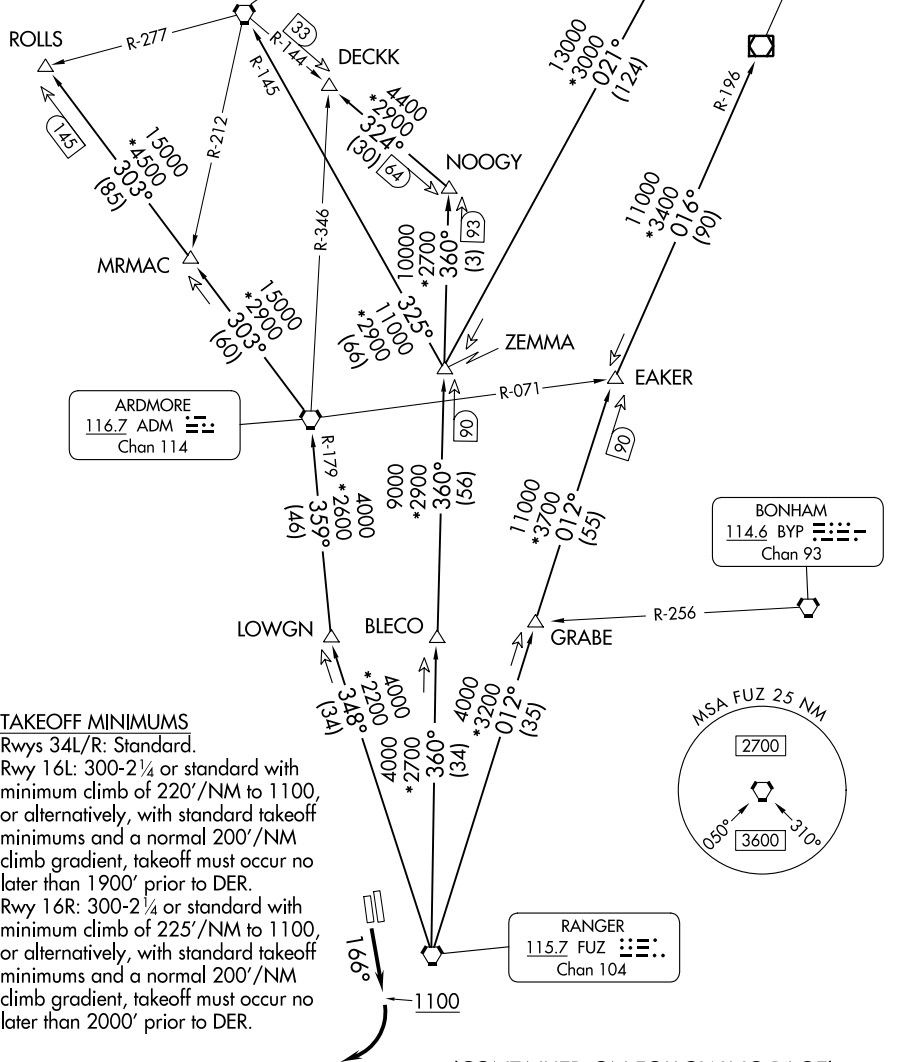 ROLLS
R-277
33
R-144
DECKK
R-145
13000
*3000
021°
(124)
R-196
145
15000
*4500
303°
(85)
R-212
4400
*2900
324°
(30)
64
NOOGY
R-346
93
10000
*2700
360°
(3)
11000
*3400
016°
(90)
MRMAC
15000
*2900
303°
(60)
325°
11000
*2900
(66)
ZEMMA
EAKER
R-071
ARDMORE
116.7 ADM
Chan 114
R-179
90
90
4000
*2600
359°
(46)
9000
*2900
360°
(56)
11000
*3700
012°
(55)
BONHAM
114.6 BYP
Chan 93
R-256
LOWGN
BLECO
GRABE
4000
*2200
348°
(34)
4000
*2700
360°
(34)
4000
*3200
012°
(35)
MSA FUZ 25 NM
2700
050°
310°
3600
TAKEOFF MINIMUMS
Rwys 34L/R: Standard.
Rwy 16L: 300-2¼ or standard with
minimum climb of 220'/NM to 1100,
or alternatively, with standard takeoff
minimums and a normal 200'/NM
climb gradient, takeoff must occur no
later than 1900' prior to DER.
Rwy 16R: 300-2¼ or standard with
minimum climb of 225'/NM to 1100,
or alternatively, with standard takeoff
minimums and a normal 200'/NM
climb gradient, takeoff must occur no
later than 2000' prior to DER.
166°
1100
RANGER
115.7 FUZ
Chan 104